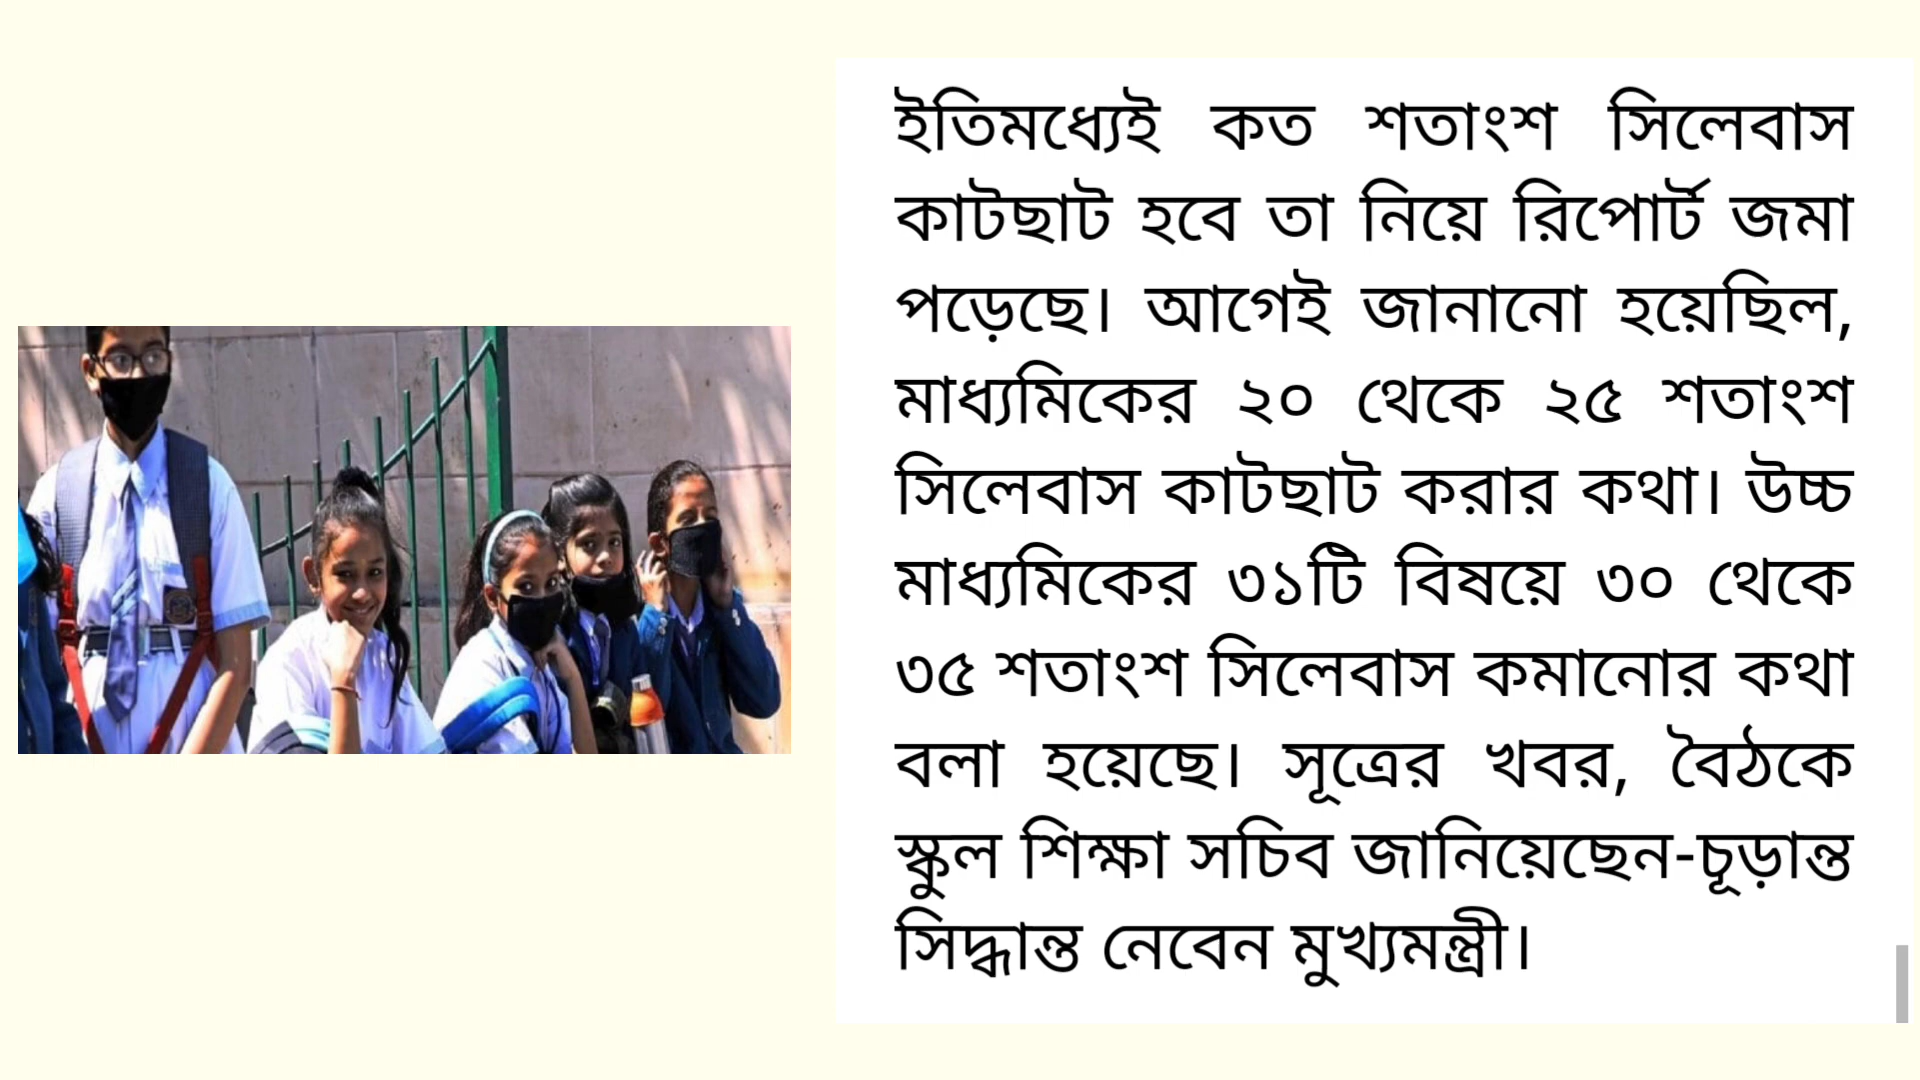 ইতিমধ্যেই কত শতাংশ সিলেবাস
কাটছাট হবে তা নিয়ে রিপোর্ট জমা
পড়েছে। আগেই জানানো হয়েছিল,
মাধ্যমিকের ২০ থেকে ২৫ শতাংশ
সিলেবাস কাটছাট করার কথা। উচ্চ
মাধ্যমিকের ৩১টি বিষয়ে ৩০ থেকে
৩৫ শতাংশ সিলেবাস কমানোর কথা
বলা হয়েছে। সূত্রের খবর, বৈঠকে
স্কুল শিক্ষা সচিব জানিয়েছেন-চূড়ান্ত
সিদ্ধান্ত নেবেন মুখ্যমন্ত্রী।